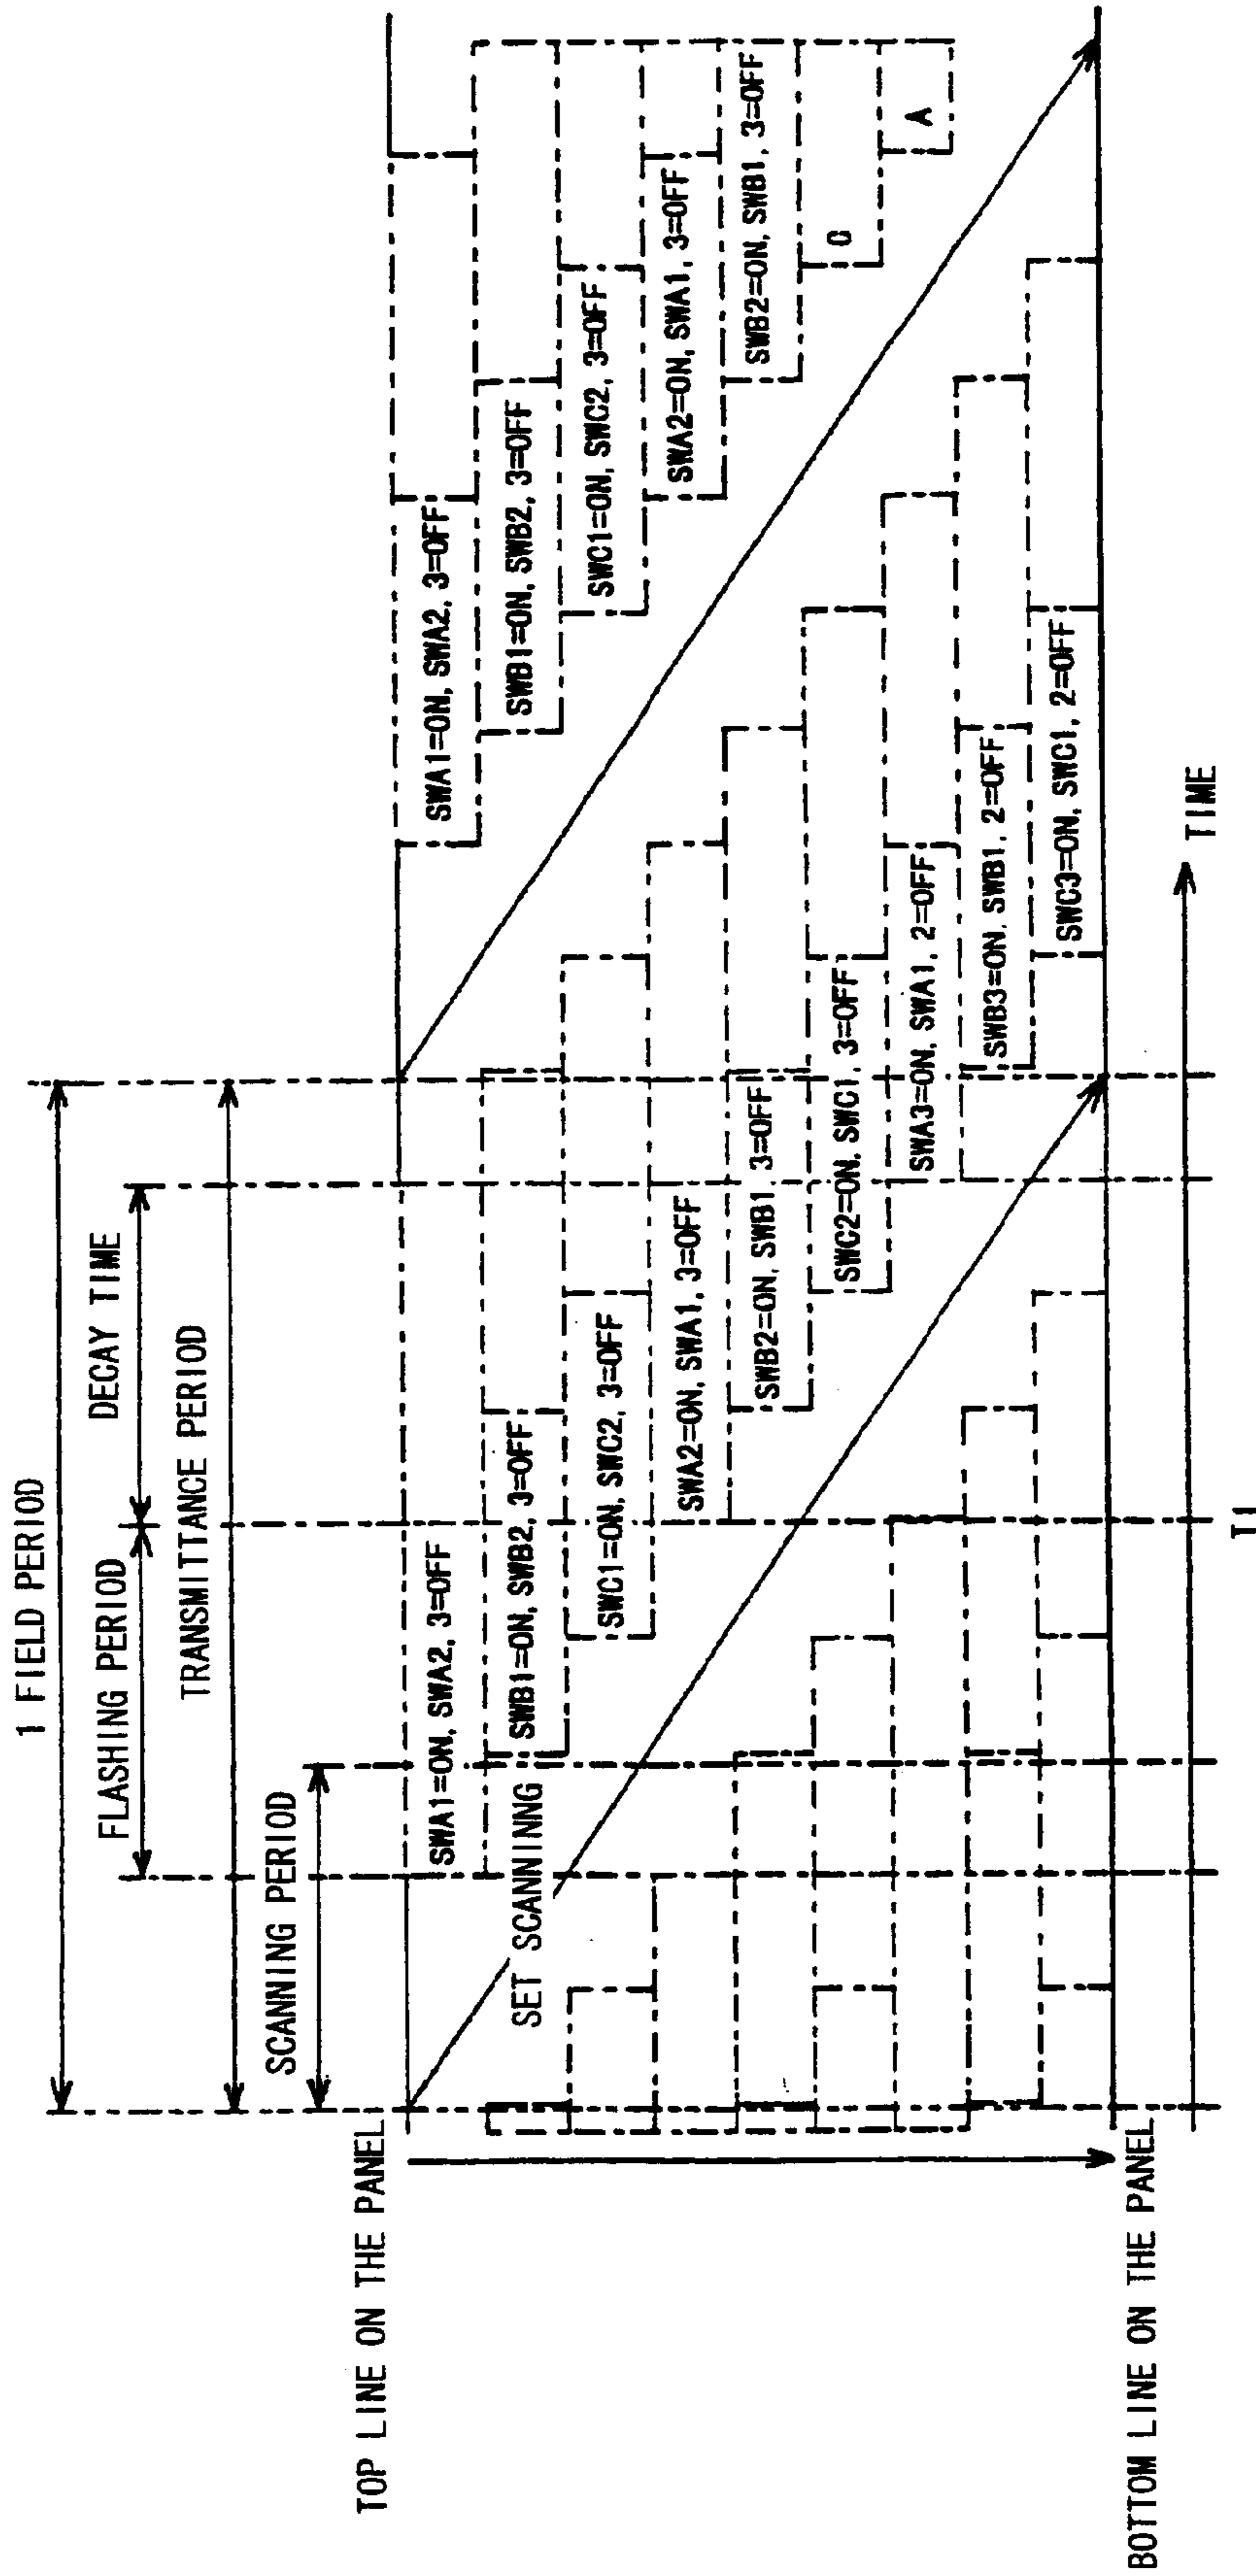 1 FIELD PERIOD
FLASHING PERIOD
DECAY TIME
TRANSMITTANCE PERIOD
SCANNING PERIOD
TOP LINE ON THE PANEL
SWA1=ON, SWA2, 3=OFF
SWA1=ON, SWA2, 3=OFF
SET SCANNINNG
SWB1=ON, SWB2, 3=OFF
SWB1=ON, SWB2, 3=OFF
SWC1=ON, SWC2, 3=OFF
SWC1=ON, SWC2, 3=OFF
SWA2=ON, SWA1, 3=OFF
SWA2=ON, SWA1, 3=OFF
SWB2=ON, SWB1, 3=OFF
SWB2=ON, SWB1, 3=OFF
SWC2=ON, SWC1, 3=OFF
SWA3=ON, SWA1, 2=OFF
A
SWB3=ON, SWB1, 2=OFF
SWC3=ON, SWC1, 2=OFF
BOTTOM LINE ON THE PANEL
TIME
T1